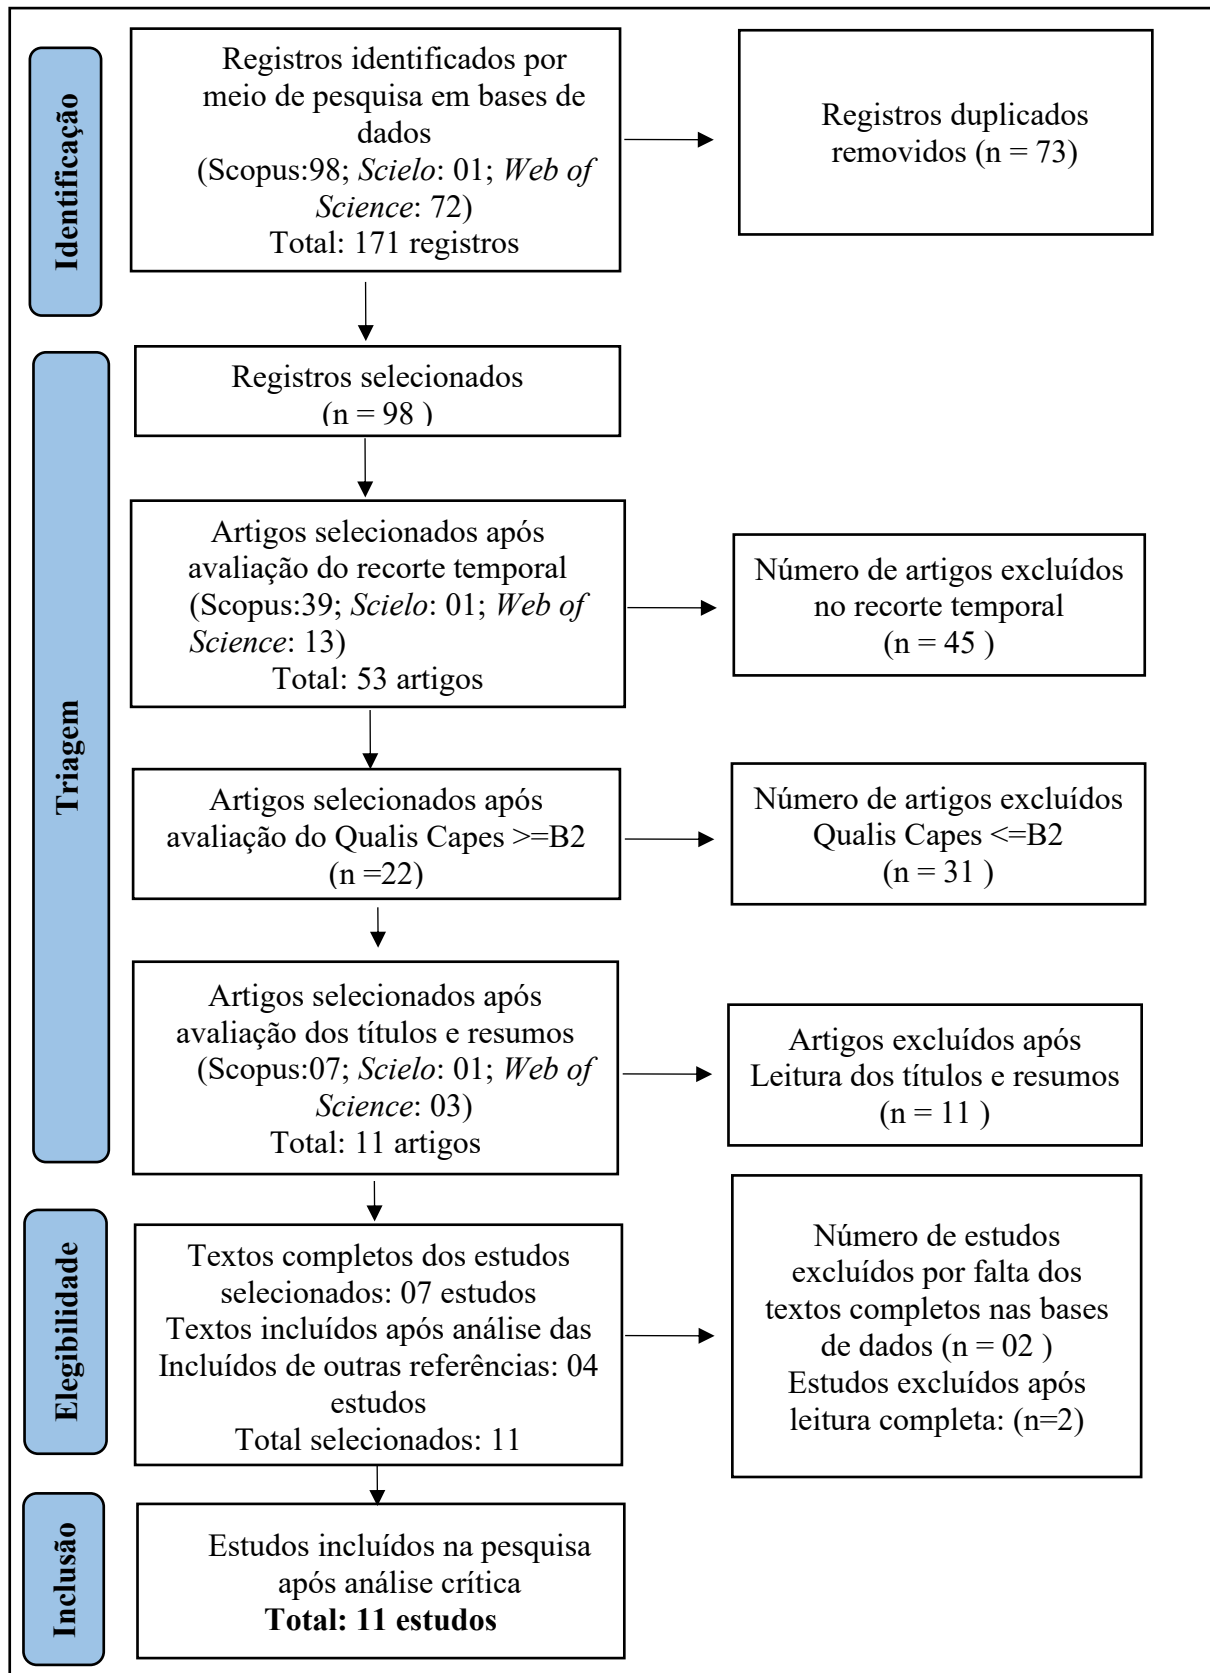 Identificação
Registros identificados por
meio de pesquisa em bases de
dados
(Scopus:98; Scielo: 01; Web of
Science: 72)
Total: 171 registros
Registros duplicados
removidos (n = 73)
Triagem
Registros selecionados
(n = 98 )
Artigos selecionados após
avaliação do recorte temporal
(Scopus:39; Scielo: 01; Web of
Science: 13)
Total: 53 artigos
Número de artigos excluídos
no recorte temporal
(n = 45 )
Artigos selecionados após
avaliação do Qualis Capes >=B2
(n =22)
Número de artigos excluídos
Qualis Capes <=B2
(n = 31 )
Artigos selecionados após
avaliação dos títulos e resumos
(Scopus:07; Scielo: 01; Web of
Science: 03)
Total: 11 artigos
Artigos excluídos após
Leitura dos títulos e resumos
(n = 11 )
Elegibilidade
Textos completos dos estudos
selecionados: 07 estudos
Textos incluídos após análise das
Incluídos de outras referências: 04
estudos
Total selecionados: 11
Número de estudos
excluídos por falta dos
textos completos nas bases
de dados (n = 02 )
Estudos excluídos após
leitura completa: (n=2)
Inclusão
Estudos incluídos na pesquisa
após análise crítica
Total: 11 estudos